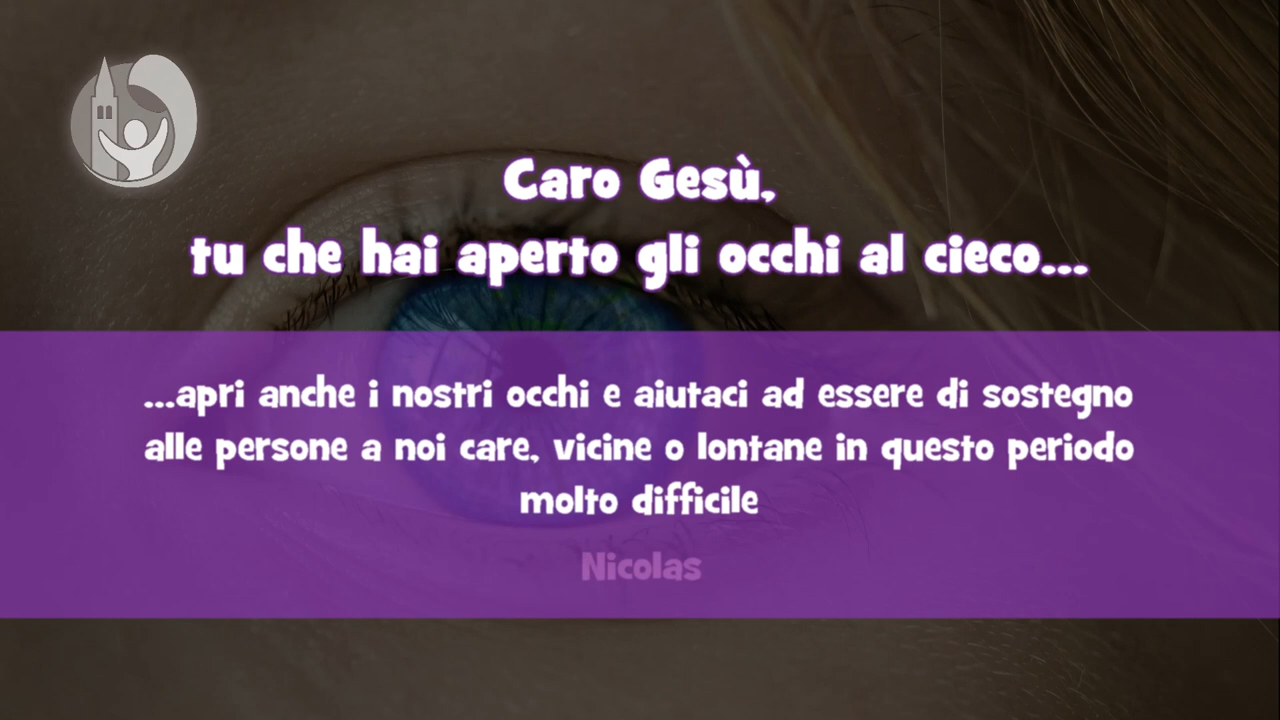 Caro Gesù,
tu che hai aperto gli occhi al cieco...
...apri anche i nostri occhi e aiutaci ad essere di sostegno
alle persone a noi care, vicine o lontane in questo periodo
molto difficile
Nicolas